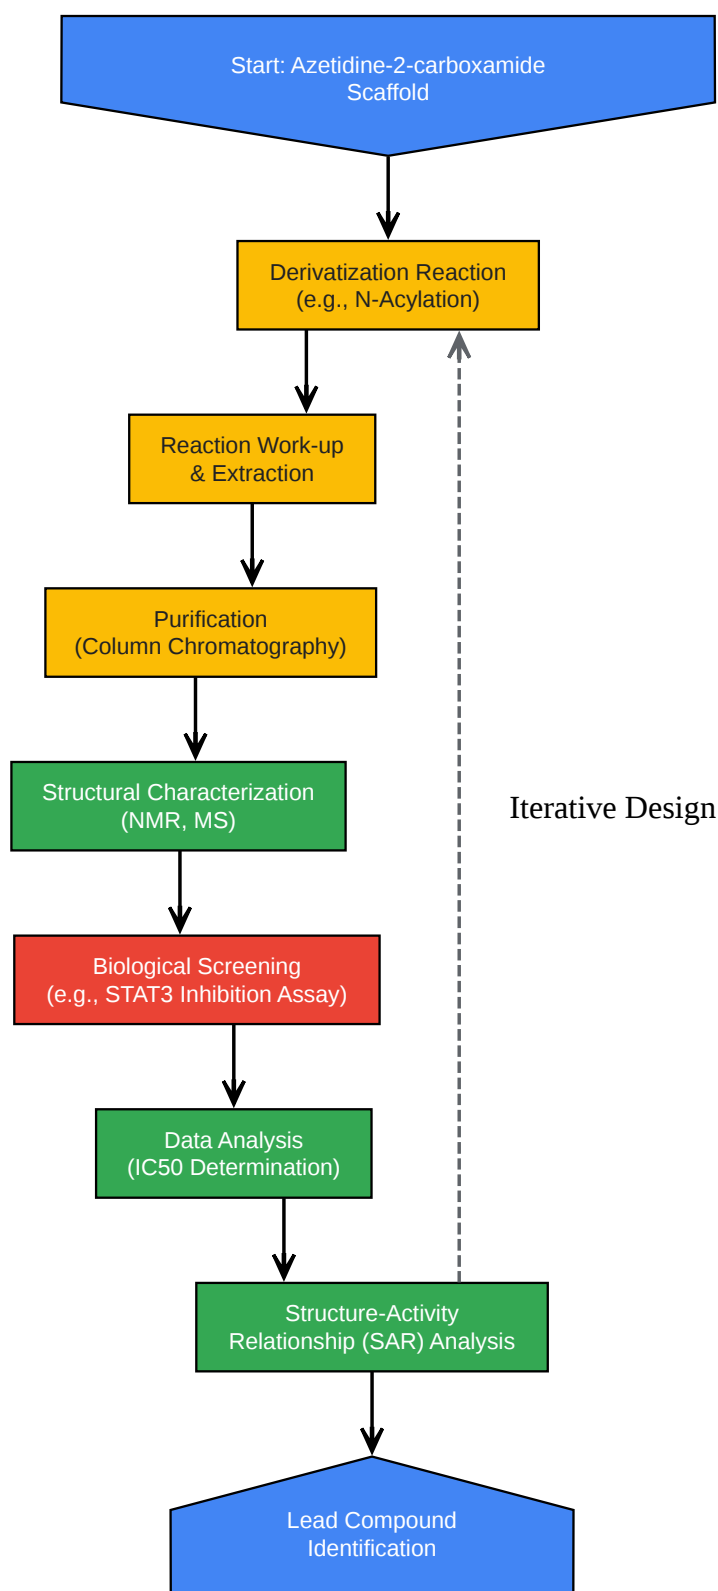 Start: Azetidine-2-carboxamide
Scaffold
Derivatization Reaction
(e.g., N-Acylation)
Reaction Work-up
& Extraction
Purification
(Column Chromatography)
Structural Characterization
(NMR, MS)
Iterative Design
Biological Screening
(e.g., STAT3 Inhibition Assay)
Data Analysis
(IC50 Determination)
Structure-Activity
Relationship (SAR) Analysis
Lead Compound
Identification